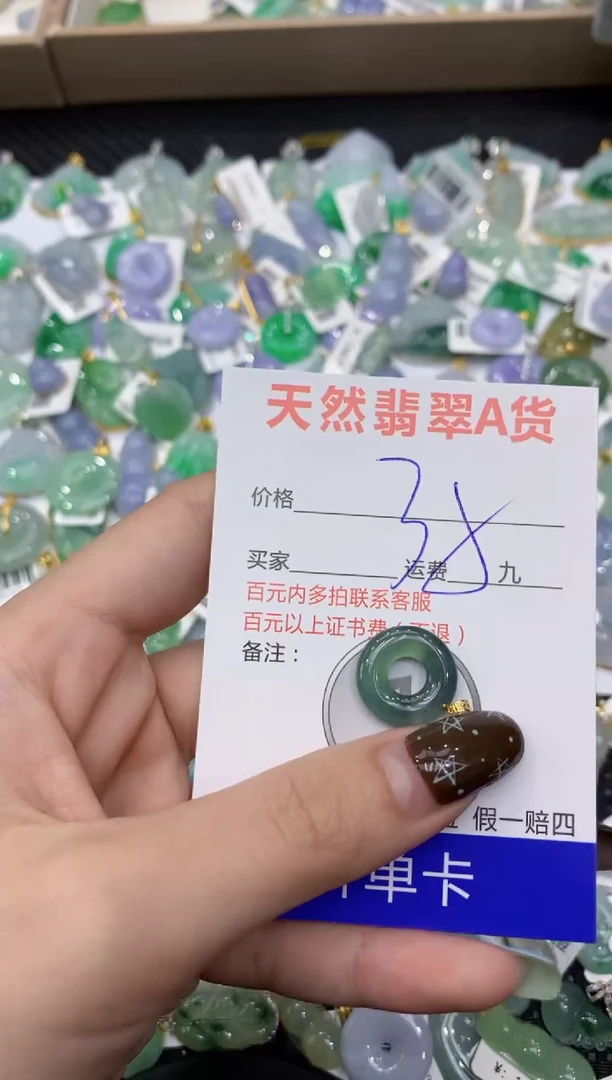 天然翡翠A货
价格 38
买家 运费 九
百元内多拍联系客服
百元以上证书费（不退）
备注：
假一赔四
单卡